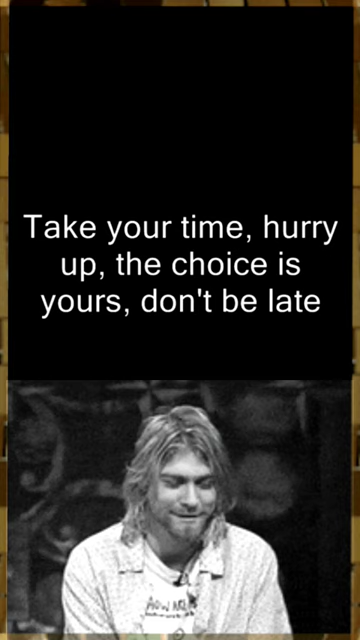 Take your time, hurry
up, the choice is
yours, don't be late